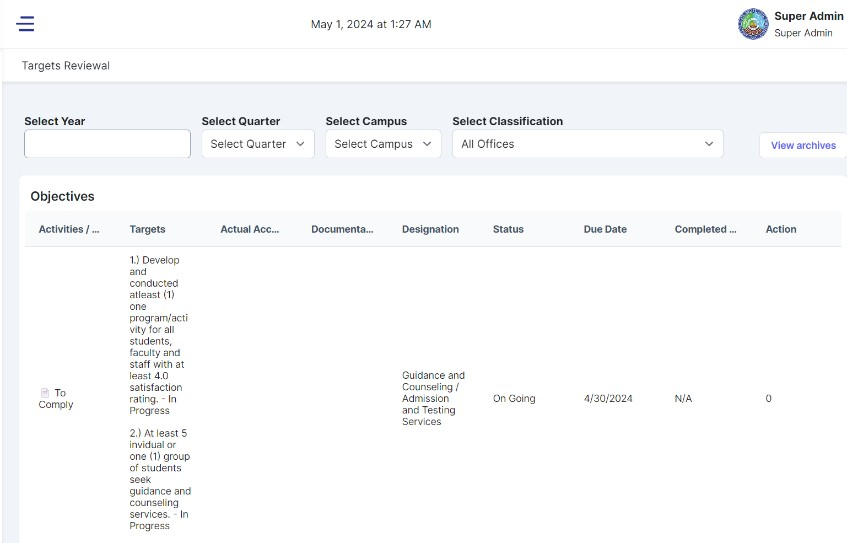 May 1, 2024 at 1:27 AM
Super Admin
Super Admin
Targets Reviewal
Select Year
Select Quarter
Select Campus
Select Classification
Select Quarter
Select Campus
All Offices
View archives
Objectives
Activities / ...
Targets
Actual Acc...
Documenta...
Designation
Status
Due Date
Completed ...
Action
To
Comply
1.) Develop
and
conducted
atleast (1)
one
program/acti
vity for all
students,
faculty and
staff with at
least 4.0
satisfaction
rating. - In
Progress
2.) At least 5
invidual or
one (1) group
of students
seek
guidance and
counseling
services. - In
Progress
Guidance and
Counseling /
Admission
and Testing
Services
On Going
4/30/2024
N/A
0